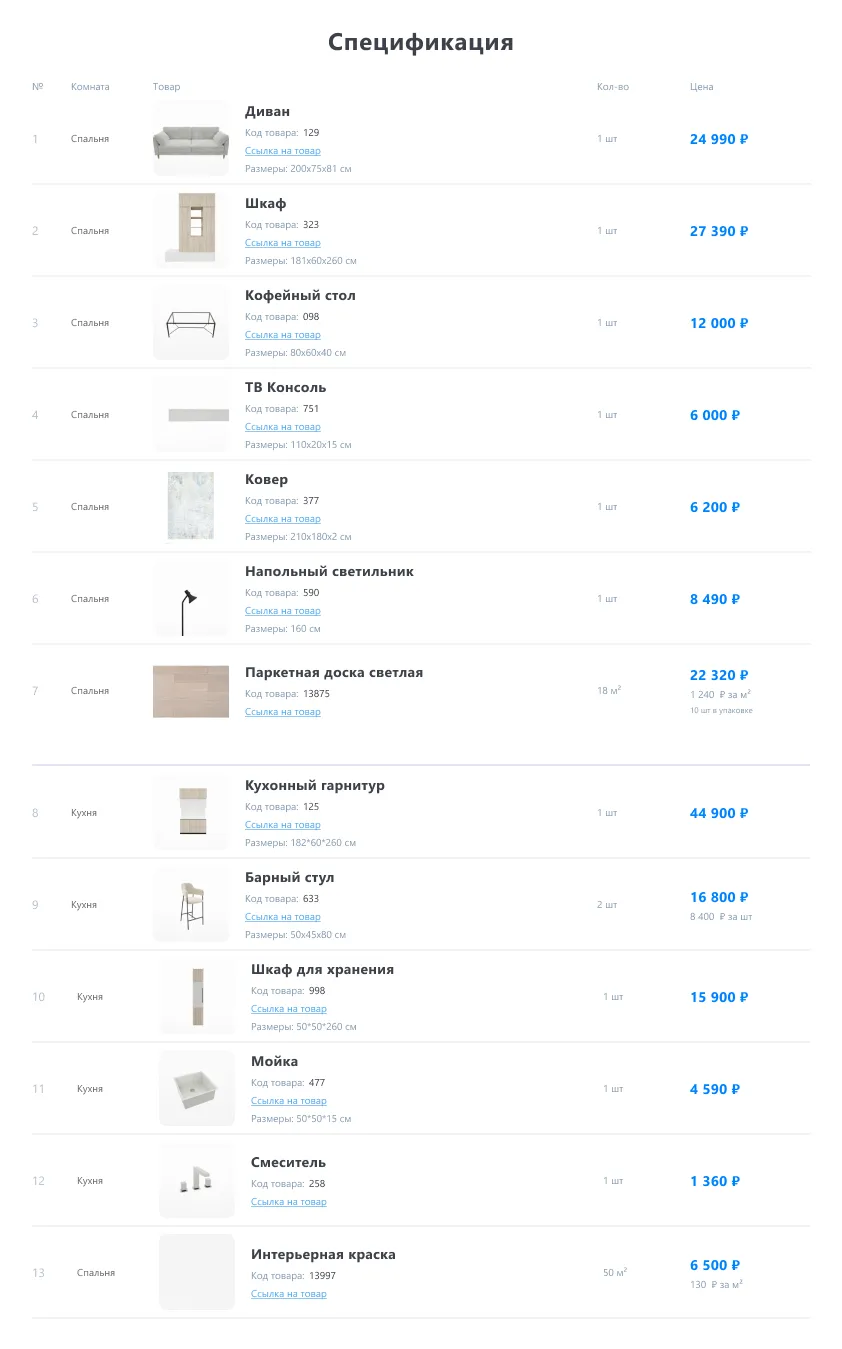 Спецификация
№ Комната Товар Кол-во Цена
Диван
Код товара: 129
1 Спальня 1 шт 24 990 ₽
Ссылка на товар
Размеры: 200x75x81 см
Шкаф
Код товара: 323
2 Спальня 1 шт 27 390 ₽
Ссылка на товар
Размеры: 181x60x260 см
Кофейный стол
Код товара: 098
3 Спальня 1 шт 12 000 ₽
Ссылка на товар
Размеры: 80x60x40 см
ТВ Консоль
Код товара: 751
4 Спальня 1 шт 6 000 ₽
Ссылка на товар
Размеры: 110x20x15 см
Ковер
Код товара: 377
5 Спальня 1 шт 6 200 ₽
Ссылка на товар
Размеры: 210x180x2 см
Напольный светильник
Код товара: 590
6 Спальня 1 шт 8 490 ₽
Ссылка на товар
Размеры: 160 см
Паркетная доска светлая 22 320 ₽
7 Спальня Код товара: 13875 18 м² 1 240 ₽ за м²
Ссылка на товар 10 шт в упаковке
Кухонный гарнитур
Код товара: 125
8 Кухня 1 шт 44 900 ₽
Ссылка на товар
Размеры: 182*60*260 см
Барный стул
Код товара: 633 16 800 ₽
9 Кухня 2 шт
Ссылка на товар 8 400 ₽ за шт
Размеры: 50x45x80 см
Шкаф для хранения
Код товара: 998
10 Кухня 1 шт 15 900 ₽
Ссылка на товар
Размеры: 50*50*260 см
Мойка
Код товара: 477
11 Кухня 1 шт 4 590 ₽
Ссылка на товар
Размеры: 50*50*15 см
Смеситель
12 Кухня Код товара: 258 1 шт 1 360 ₽
Ссылка на товар
Интерьерная краска 6 500 ₽
13 Спальня Код товара: 13997 50 м²
Ссылка на товар 130 ₽ за м²